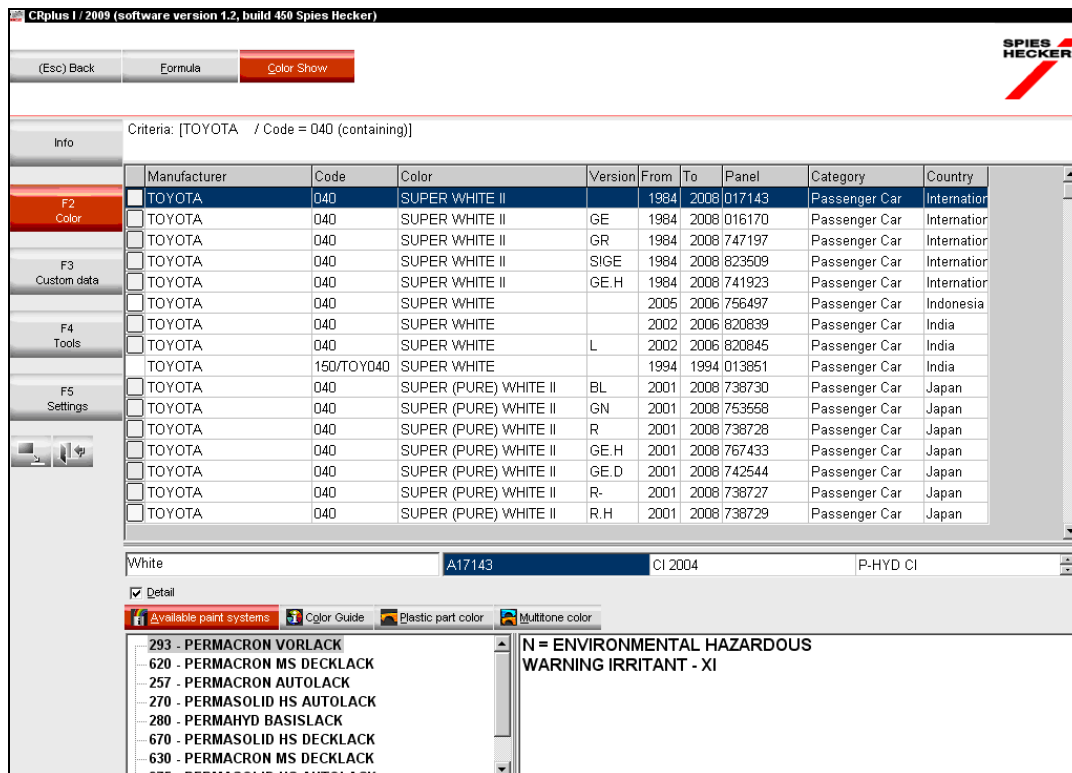 CRplus I / 2009 (software version 1.2, build 450 Spies Hecker)
(Esc) Back Formula Color Show
SPIES HECKER
Criteria: [TOYOTA / Code = 040 (containing)]
Info
F2 Color
F3 Custom data
F4 Tools
F5 Settings
Manufacturer Code Color Version From To Panel Category Country
TOYOTA 040 SUPER WHITE II 1984 2008 017143 Passenger Car Internation
TOYOTA 040 SUPER WHITE II GE 1984 2008 016170 Passenger Car Internation
TOYOTA 040 SUPER WHITE II GR 1984 2008 747197 Passenger Car Internation
TOYOTA 040 SUPER WHITE II S!GE 1984 2008 823509 Passenger Car Internation
TOYOTA 040 SUPER WHITE II GE.H 1984 2008 741923 Passenger Car Internation
TOYOTA 040 SUPER WHITE 2005 2006 756497 Passenger Car Indonesia
TOYOTA 040 SUPER WHITE 2002 2006 820839 Passenger Car India
TOYOTA 040 SUPER WHITE L 2002 2006 820845 Passenger Car India
TOYOTA 150/TOY040 SUPER WHITE 1994 1994 013851 Passenger Car India
TOYOTA 040 SUPER (PURE) WHITE II BL 2001 2008 738730 Passenger Car Japan
TOYOTA 040 SUPER (PURE) WHITE II GN 2001 2008 753558 Passenger Car Japan
TOYOTA 040 SUPER (PURE) WHITE II R 2001 2008 738728 Passenger Car Japan
TOYOTA 040 SUPER (PURE) WHITE II GE.H 2001 2008 767433 Passenger Car Japan
TOYOTA 040 SUPER (PURE) WHITE II GE.D 2001 2008 742544 Passenger Car Japan
TOYOTA 040 SUPER (PURE) WHITE II R- 2001 2008 738727 Passenger Car Japan
TOYOTA 040 SUPER (PURE) WHITE II R.H 2001 2008 738729 Passenger Car Japan
White A17143 CI 2004 P-HYD CI
Detail
Available paint systems Color Guide Plastic part color Multitone color
293 - PERMACRON VORLACK
620 - PERMACRON MS DECKLACK
257 - PERMACRON AUTOLACK
270 - PERMASOLID HS AUTOLACK
280 - PERMAHYD BASISLACK
670 - PERMASOLID HS DECKLACK
630 - PERMACRON MS DECKLACK
N = ENVIRONMENTAL HAZARDOUS
WARNING IRRITANT - XI